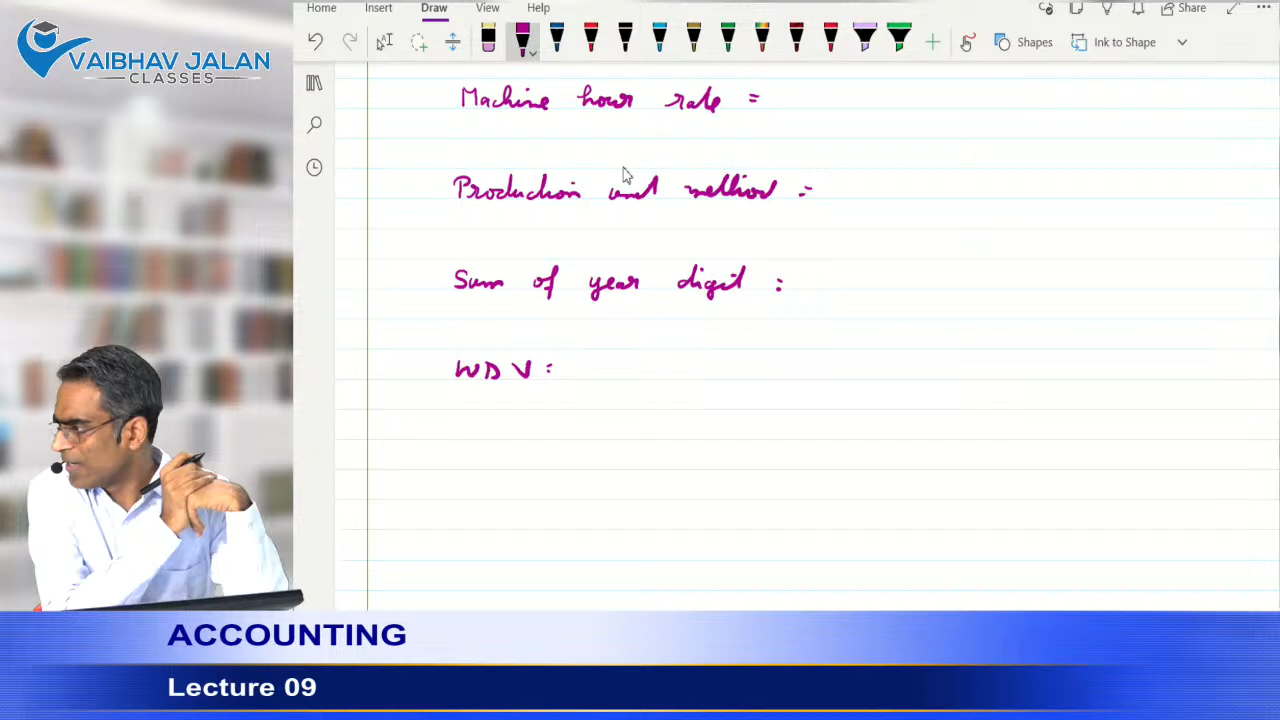 VAIBHAV JALAN
CLASSES
Home Insert Draw View Help Share
Shapes Ink to Shape
Machine hour rate =
Production unit method =
Sum of year digit :
WDV :
ACCOUNTING
Lecture 09